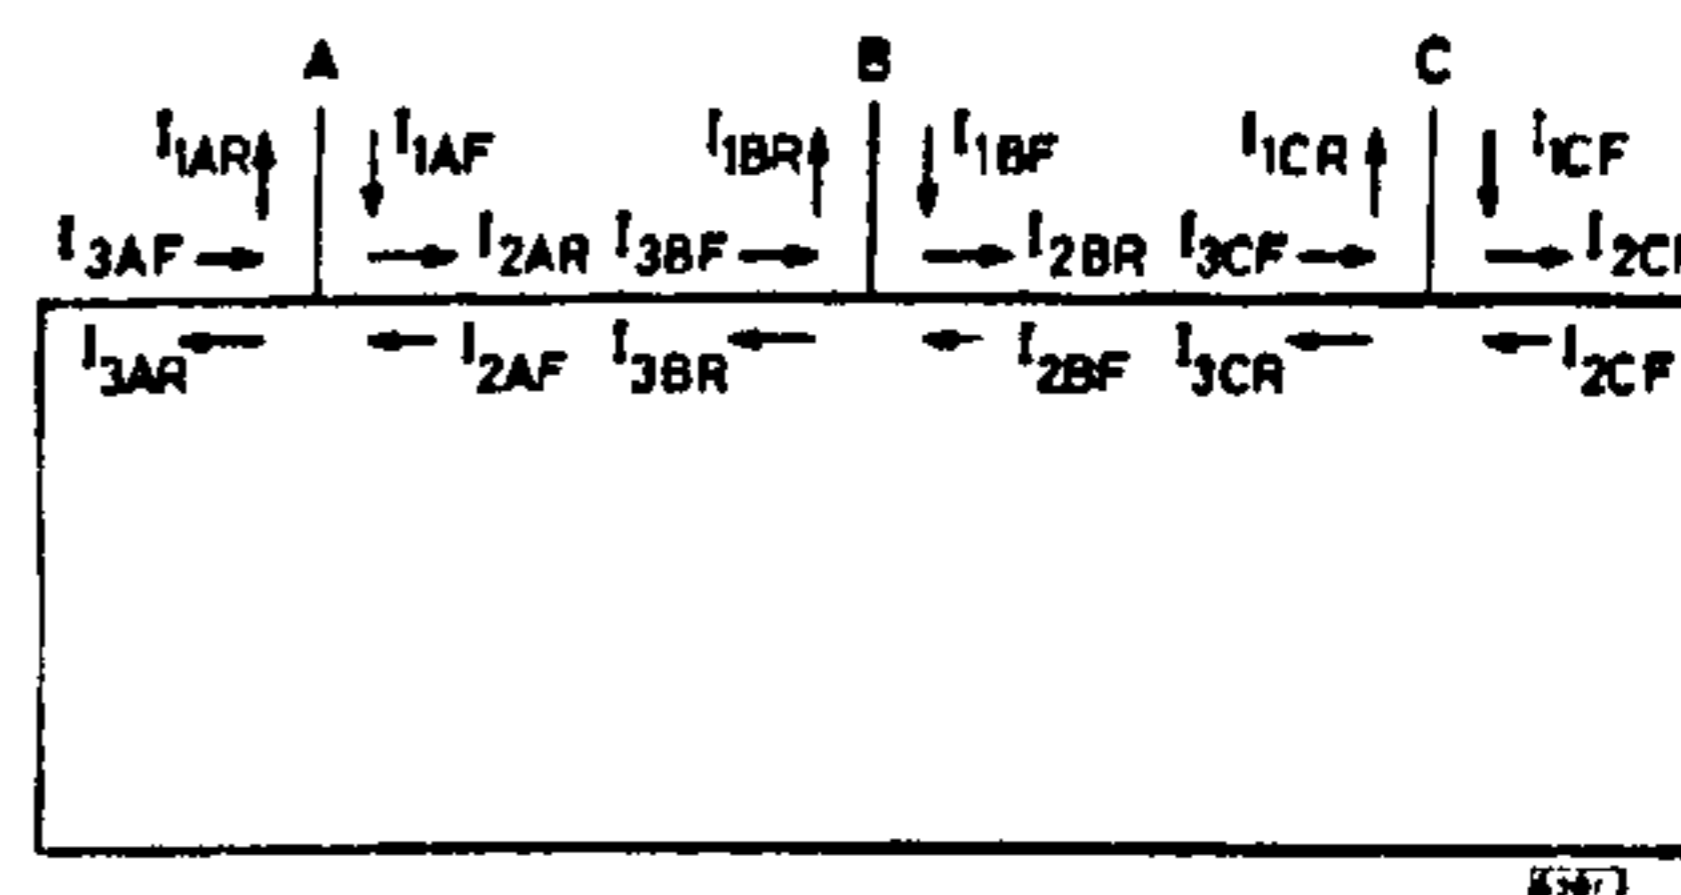 A B C
I1AR I1AF I1BR I1BF I1CR I1CF
I3AF I2AR I3BF I2BR I3CF
I3AR I2AF I3BR I2BF I3CR I2CF